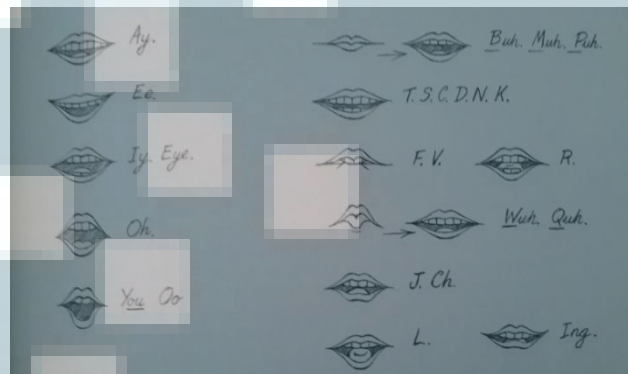 Ay.
Ee.
Iy. Eye.
Oh.
You Oo
Buh. Muh. Puh.
T. S. C. D. N. K.
F. V. R.
Wuh. Quh.
J. Ch.
L. Ing.